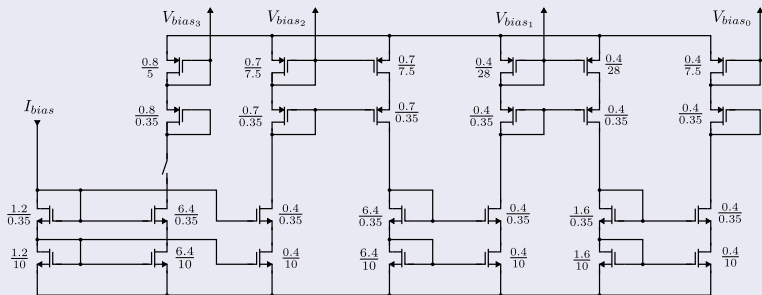 V_{bias_3} V_{bias_2} V_{bias_1} V_{bias_0}
0.8/5 0.7/7.5 0.7/7.5 0.4/28 0.4/28 0.4/7.5
I_{bias} 0.8/0.35 0.7/0.35 0.7/0.35 0.4/0.35 0.4/0.35 0.4/0.35
1.2/0.35 6.4/0.35 0.4/0.35 6.4/0.35 0.4/0.35 1.6/0.35 0.4/0.35
1.2/10 6.4/10 0.4/10 6.4/10 0.4/10 1.6/10 0.4/10